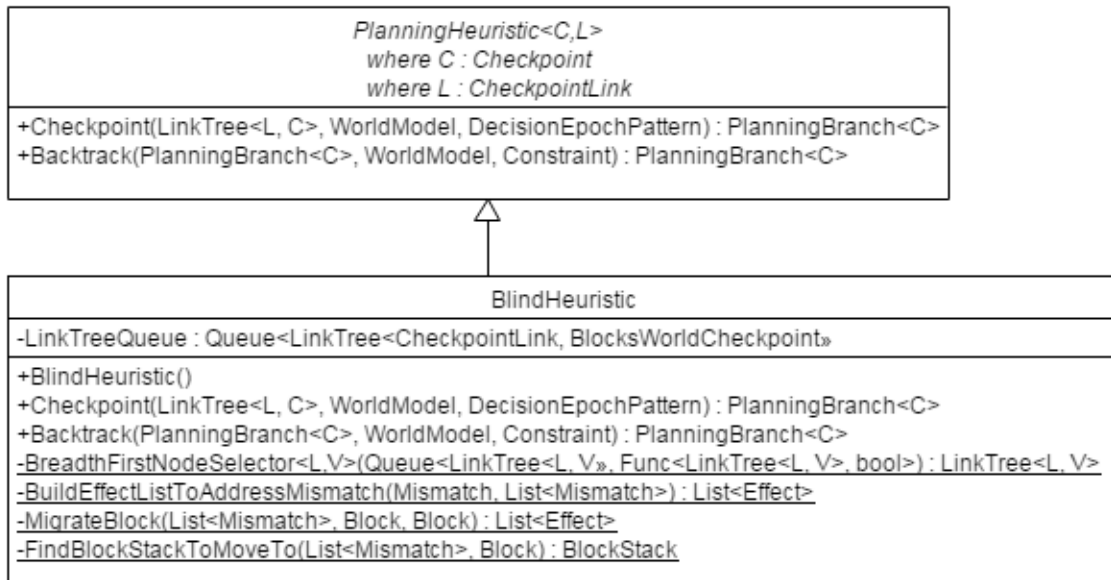 PlanningHeuristic<C,L>
where C : Checkpoint
where L : CheckpointLink
+Checkpoint(LinkTree<L, C>, WorldModel, DecisionEpochPattern) : PlanningBranch<C>
+Backtrack(PlanningBranch<C>, WorldModel, Constraint) : PlanningBranch<C>
BlindHeuristic
-LinkTreeQueue : Queue<LinkTree<CheckpointLink, BlocksWorldCheckpoint»
+BlindHeuristic()
+Checkpoint(LinkTree<L, C>, WorldModel, DecisionEpochPattern) : PlanningBranch<C>
+Backtrack(PlanningBranch<C>, WorldModel, Constraint) : PlanningBranch<C>
-BreadthFirstNodeSelector<L,V>(Queue<LinkTree<L, V», Func<LinkTree<L, V>, bool>) : LinkTree<L, V>
-BuildEffectListToAddressMismatch(Mismatch, List<Mismatch>) : List<Effect>
-MigrateBlock(List<Mismatch>, Block, Block) : List<Effect>
-FindBlockStackToMoveTo(List<Mismatch>, Block) : BlockStack